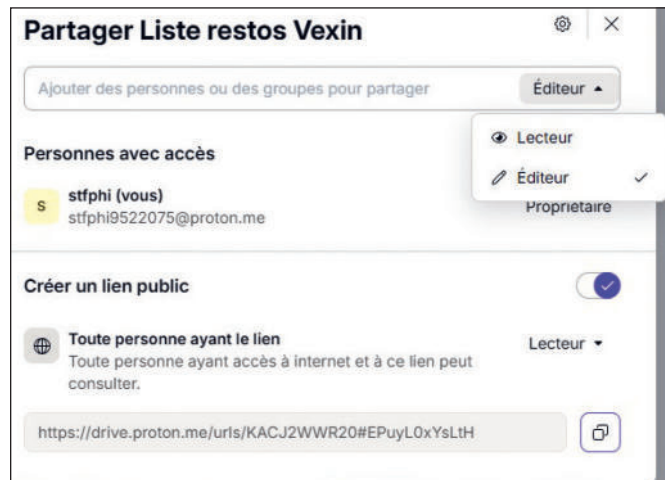 Partager Liste restos Vexin
Ajouter des personnes ou des groupes pour partager
Éditeur
Lecteur
Éditeur
Personnes avec accès
S
stfphi (vous)
stfphi9522075@proton.me
Propriétaire
Créer un lien public
Toute personne ayant le lien
Lecteur
Toute personne ayant accès à internet et à ce lien peut
consulter.
https://drive.proton.me/urls/KACJ2WWR20#EPuyL0xYsLtH